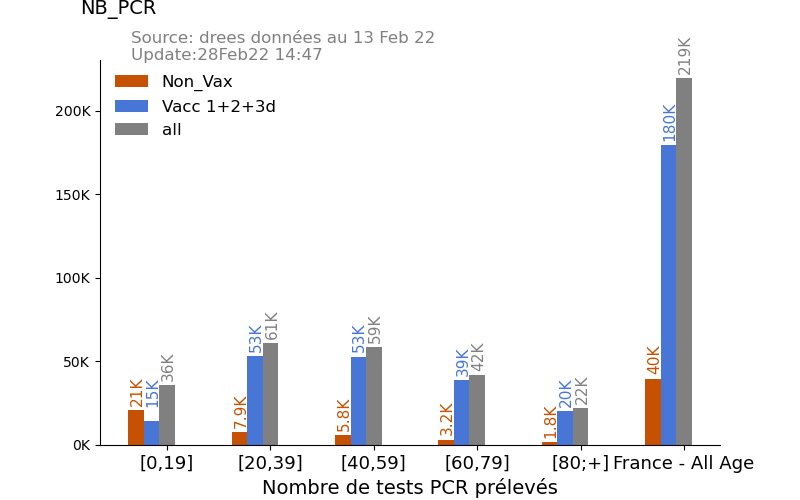 NB_PCR
Source: drees données au 13 Feb 22
Update:28Feb22 14:47
Non_Vax
Vacc 1+2+3d
all
200K
150K
100K
50K
0K
21K 15K 36K
7.9K 53K 61K
5.8K 53K 59K
3.2K 39K 42K
1.8K 20K 22K
40K 180K 219K
[0,19] [20,39] [40,59] [60,79] [80;+] France - All Age
Nombre de tests PCR prélevés